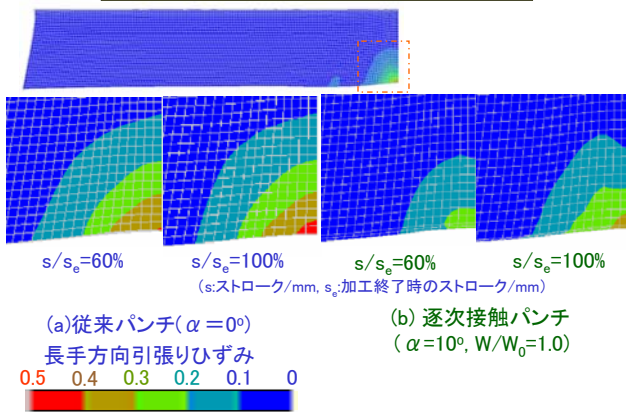 s/sₑ=60%
s/sₑ=100%
s/sₑ=60%
s/sₑ=100%
(s:ストローク/mm, sₑ:加工終了時のストローク/mm)
(a)従来パンチ(α=0º)
長手方向引張りひずみ
(b) 逐次接触パンチ
(α=10º, W/W₀=1.0)
0.5 0.4 0.3 0.2 0.1 0